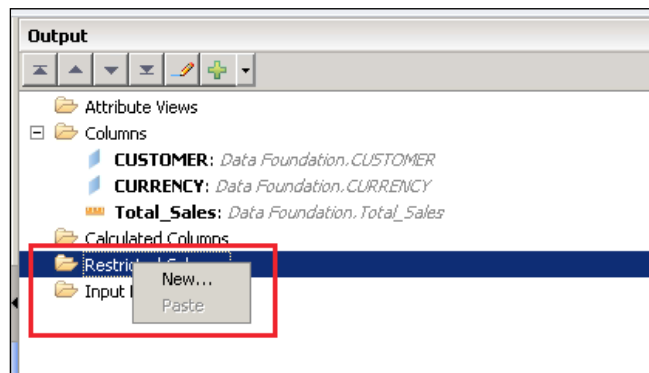 Output
Attribute Views
Columns
CUSTOMER: Data Foundation.CUSTOMER
CURRENCY: Data Foundation.CURRENCY
Total_Sales: Data Foundation.Total_Sales
Calculated Columns
New...
Input
Paste